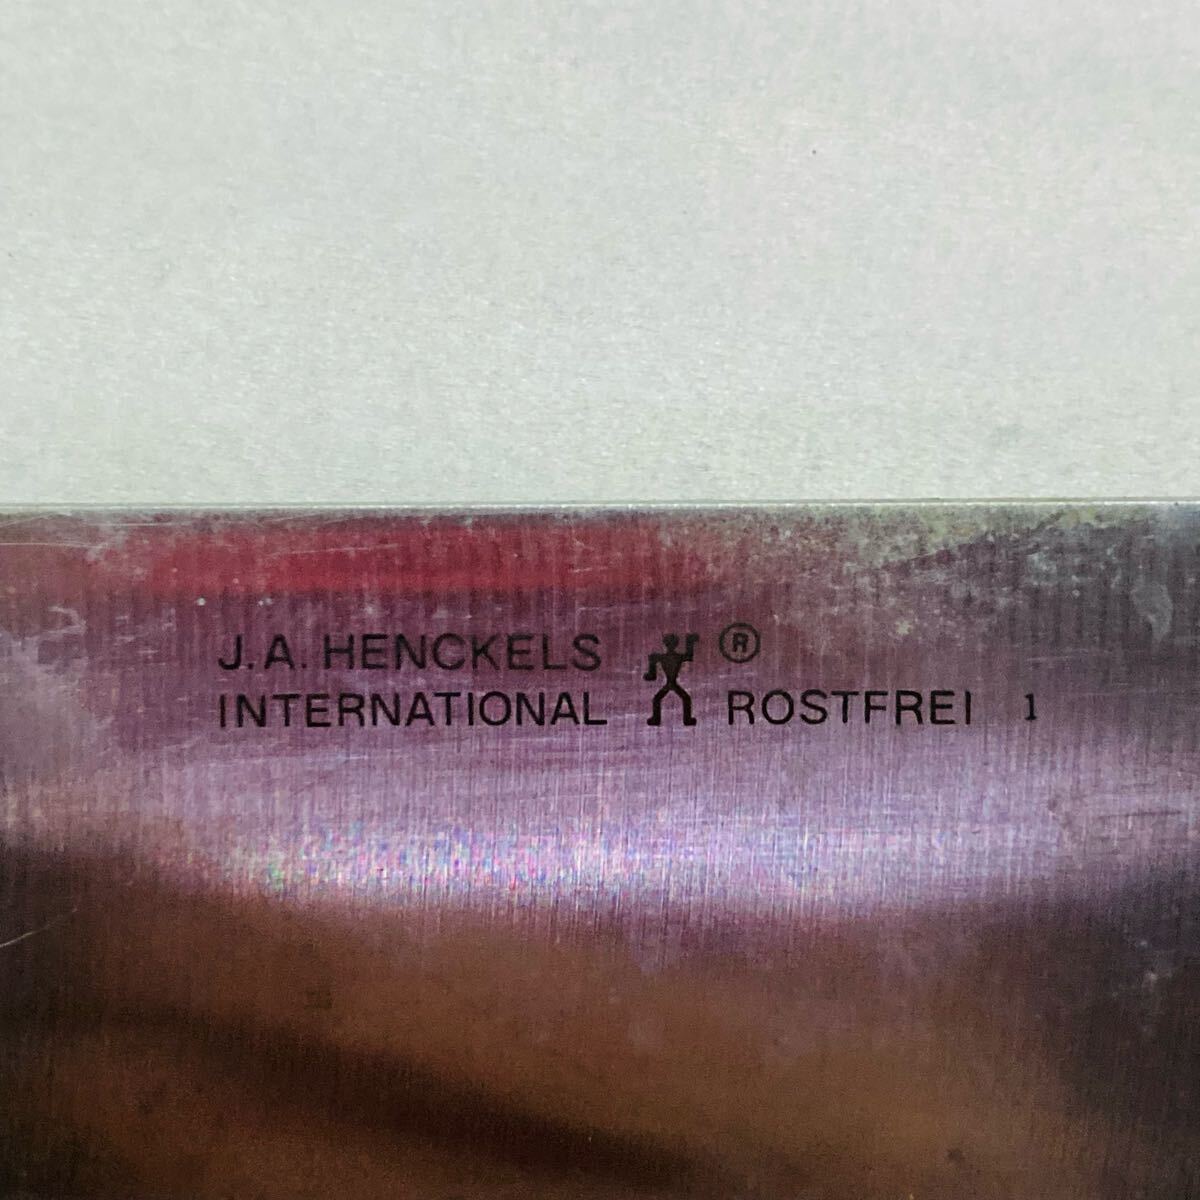 J.A. HENCKELS ®
INTERNATIONAL ROSTFREI 1